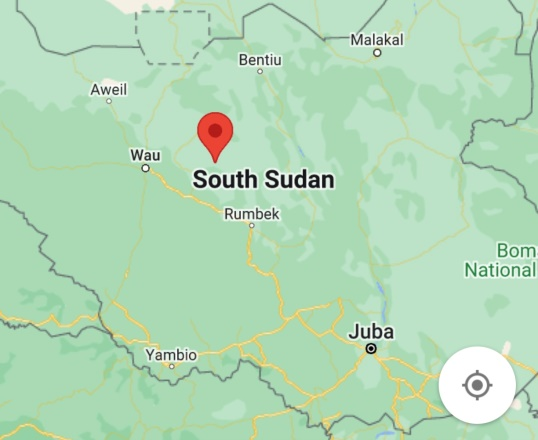 Malakal
Bentiu
Aweil
Wau
South Sudan
Rumbek
Bom
National
Juba
Yambio